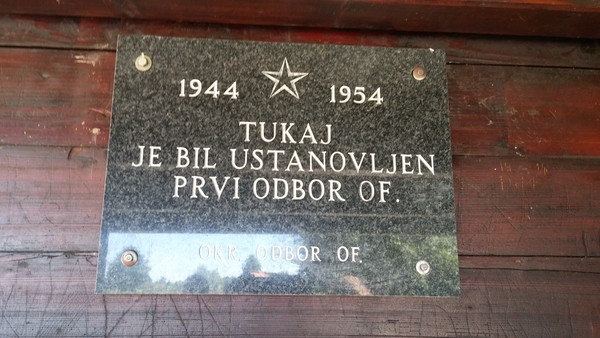 1944 1954
TUKAJ
JE BIL USTANOVLJEN
PRVI ODBOR OF.
OKR. ODBOR OF.